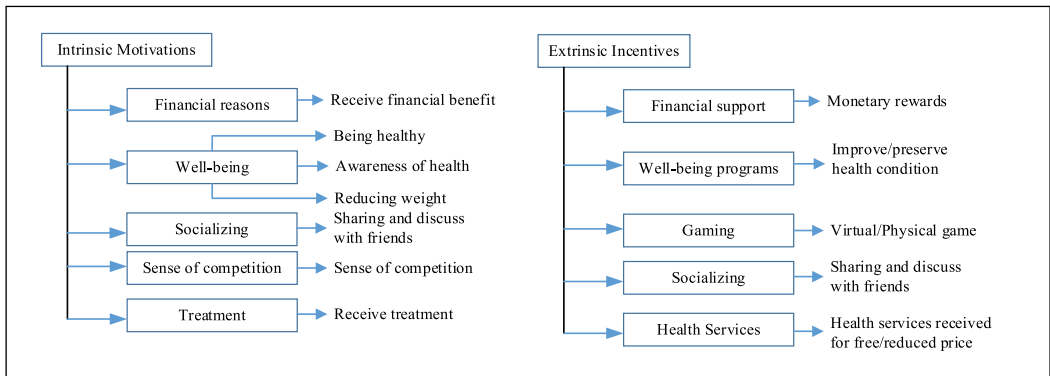 Intrinsic Motivations
Financial reasons
Receive financial benefit
Being healthy
Well-being
Awareness of health
Reducing weight
Socializing
Sharing and discuss
with friends
Sense of competition
Sense of competition
Treatment
Receive treatment
Extrinsic Incentives
Financial support
Monetary rewards
Well-being programs
Improve/preserve
health condition
Gaming
Virtual/Physical game
Socializing
Sharing and discuss
with friends
Health Services
Health services received
for free/reduced price